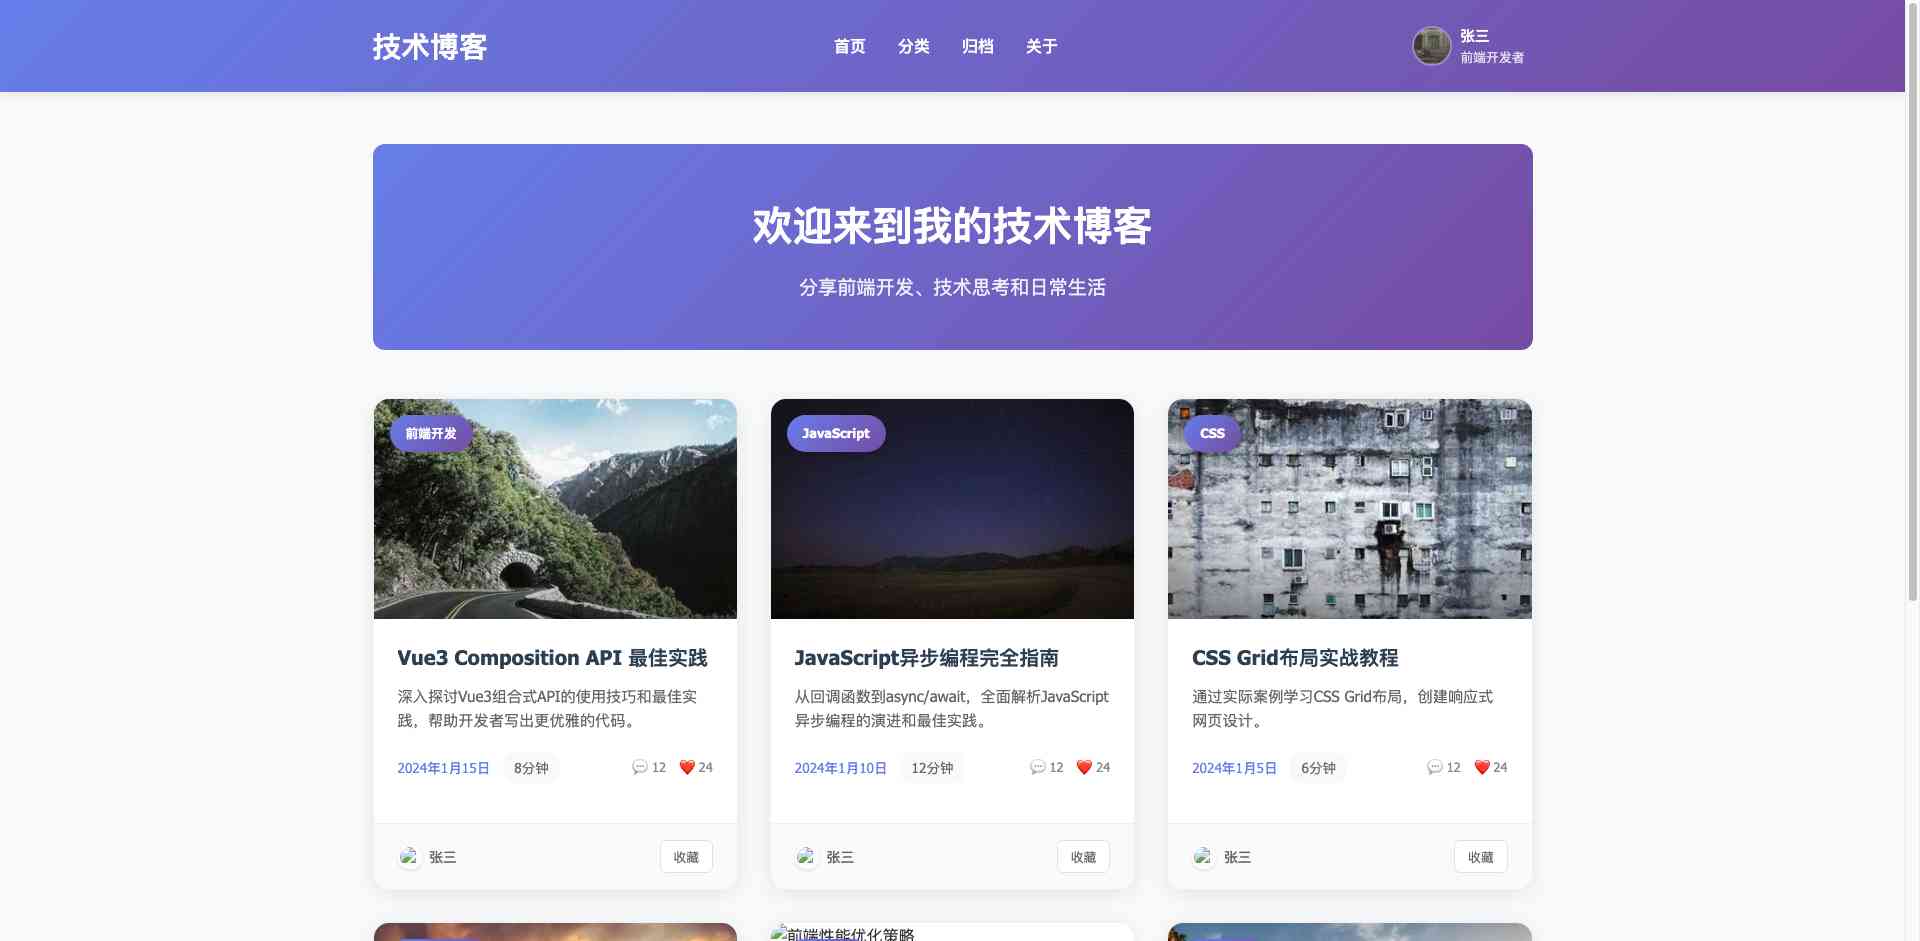 技术博客
首页 分类 归档 关于
张三
前端开发者
欢迎来到我的技术博客
分享前端开发、技术思考和日常生活
前端开发
Vue3 Composition API 最佳实践
深入探讨Vue3组合式API的使用技巧和最佳实
践，帮助开发者写出更优雅的代码。
2024年1月15日 8分钟 12 24
张三 收藏
JavaScript
JavaScript异步编程完全指南
从回调函数到async/await，全面解析JavaScript
异步编程的演进和最佳实践。
2024年1月10日 12分钟 12 24
张三 收藏
CSS
CSS Grid布局实战教程
通过实际案例学习CSS Grid布局，创建响应式
网页设计。
2024年1月5日 6分钟 12 24
张三 收藏
前端性能优化策略